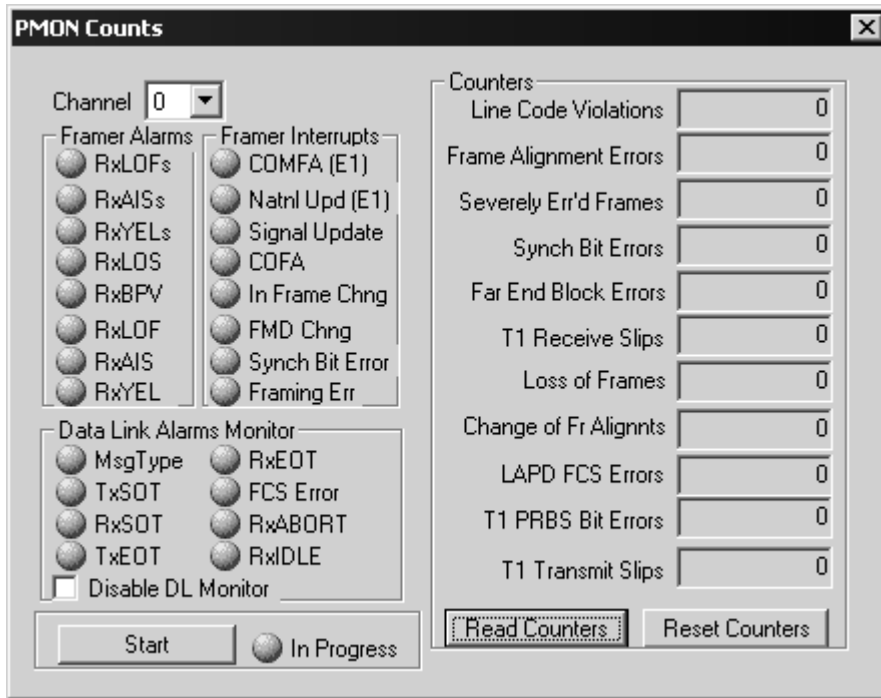 PMON Counts
Channel 0
Framer Alarms
RxLOFs
RxAISs
RxYELs
RxLOS
RxBPV
RxLOF
RxAIS
RxYEL
Framer Interrupts
COMFA (E1)
Natnl Upd (E1)
Signal Update
COFA
In Frame Chng
FMD Chng
Synch Bit Error
Framing Err
Data Link Alarms Monitor
MsgType
TxSOT
RxSOT
TxEOT
RxEOT
FCS Error
RxABORT
RxIDLE
Disable DL Monitor
Start
In Progress
Counters
Line Code Violations 0
Frame Alignment Errors 0
Severely Err'd Frames 0
Synch Bit Errors 0
Far End Block Errors 0
T1 Receive Slips 0
Loss of Frames 0
Change of Fr Alignnts 0
LAPD FCS Errors 0
T1 PRBS Bit Errors 0
T1 Transmit Slips 0
Read Counters
Reset Counters